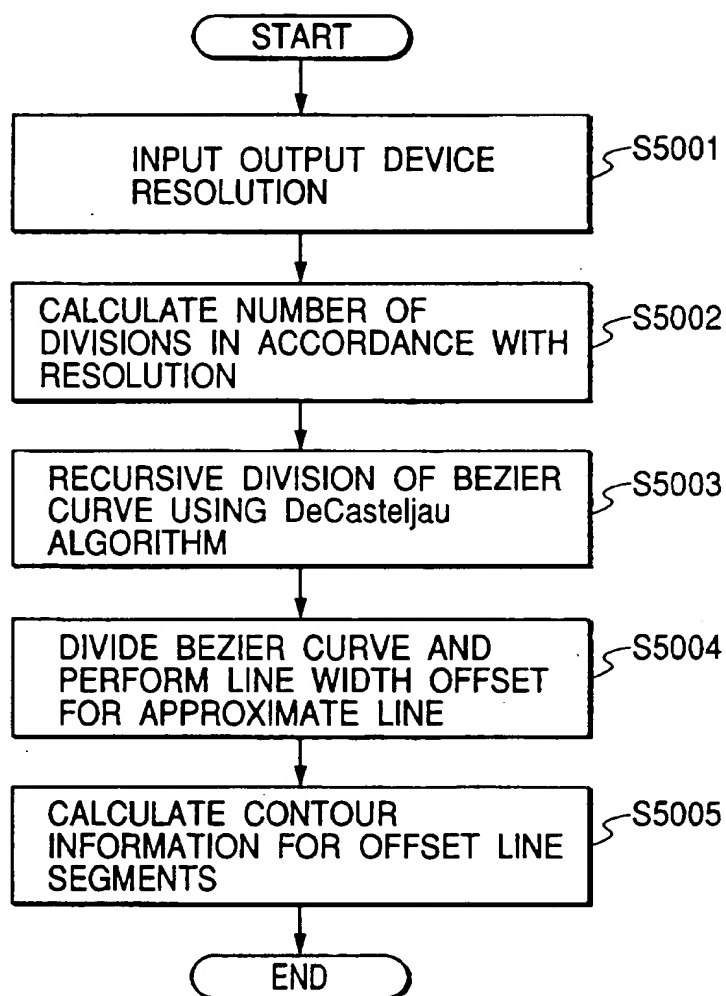 START
INPUT OUTPUT DEVICE
RESOLUTION
S5001
CALCULATE NUMBER OF
DIVISIONS IN ACCORDANCE WITH
RESOLUTION
S5002
RECURSIVE DIVISION OF BEZIER
CURVE USING DeCasteljau
ALGORITHM
S5003
DIVIDE BEZIER CURVE AND
PERFORM LINE WIDTH OFFSET
FOR APPROXIMATE LINE
S5004
CALCULATE CONTOUR
INFORMATION FOR OFFSET LINE
SEGMENTS
S5005
END